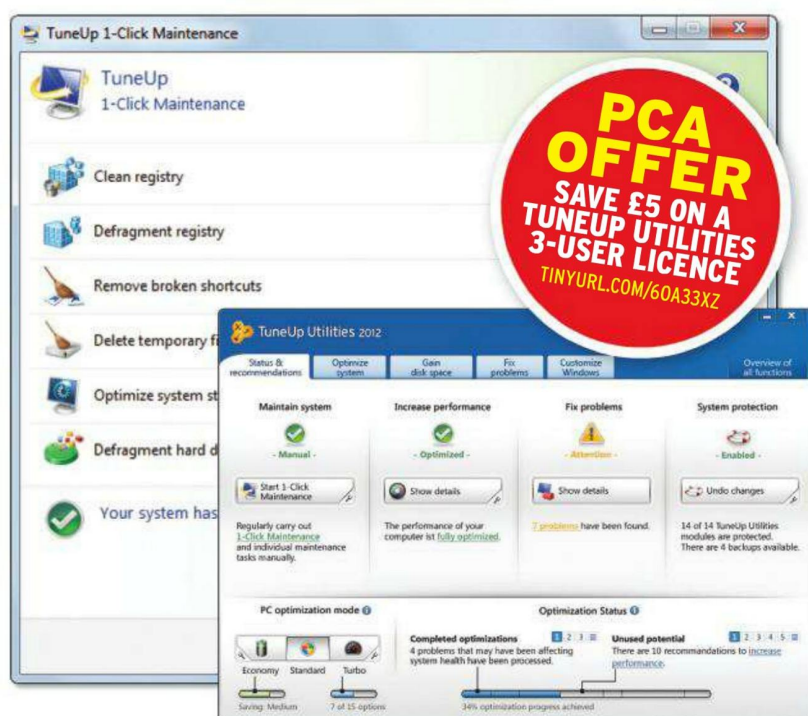 TuneUp 1-Click Maintenance
TuneUp
1-Click Maintenance
Clean registry
Defragment registry
Remove broken shortcuts
Delete temporary fi
Optimize system st
Defragment hard d
Your system has
PCA
OFFER
SAVE £5 ON A
TUNEUP UTILITIES
3-USER LICENCE
TINYURL.COM/60A33XZ
TuneUp Utilities 2012
Status &
recommendations
Optimize
system
Gain
disk space
Fix
problems
Customize
Windows
Overview of
all functions
Maintain system
- Manual -
Start 1-Click
Maintenance
Regularly carry out
1-Click Maintenance
and individual maintenance
tasks manually.
Increase performance
- Optimized -
Show details
The performance of your
computer ist fully optimized.
Fix problems
- Attention -
Show details
7 problems have been found.
System protection
- Enabled -
Undo changes
14 of 14 TuneUp Utilities
modules are protected.
There are 4 backups available.
PC optimization mode
Economy Standard Turbo
Saving: Medium 7 of 15 options
Optimization Status
Completed optimizations 1 2 3
4 problems that may have been affecting
system health have been processed.
Unused potential 1 2 3 4 5
There are 10 recommandations to increase
performance.
34% optimization progress achieved